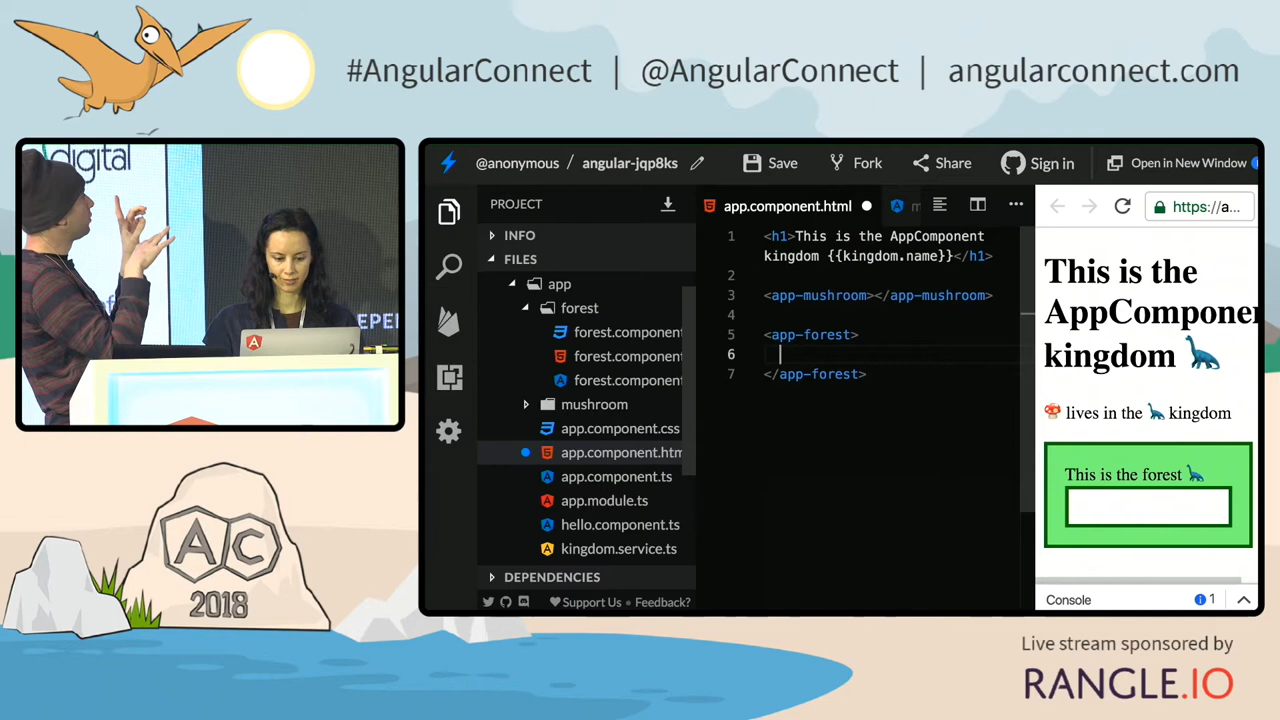 #AngularConnect | @AngularConnect | angularconnect.com
digital
EPE
@anonymous / angular-jqp8ks
Save
Fork
Share
Sign in
Open in New Window
PROJECT
INFO
FILES
app
forest
forest.component
forest.component
forest.component
mushroom
app.component.css
app.component.htm
app.component.ts
app.module.ts
hello.component.ts
kingdom.service.ts
DEPENDENCIES
Support Us • Feedback?
app.component.html
m
1 <h1>This is the AppComponent
kingdom {{kingdom.name}}</h1>
2
3 <app-mushroom></app-mushroom>
4
5 <app-forest>
6
7 </app-forest>
https://a...
This is the
AppComponer
kingdom 🦕
🍄 lives in the 🦕 kingdom
This is the forest 🦕
Console
1
AC
2018
Live stream sponsored by
RANGLE.IO